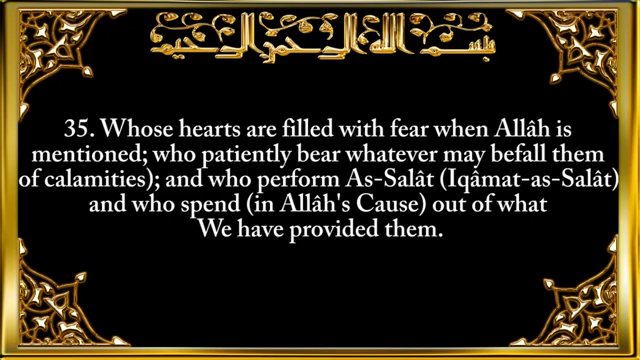 بسم الله الرحمن الرحيم
35. Whose hearts are filled with fear when Allâh is
mentioned; who patiently bear whatever may befall them
of calamities); and who perform As-Salât (Iqâmat-as-Salât)
and who spend (in Allâh's Cause) out of what
We have provided them.